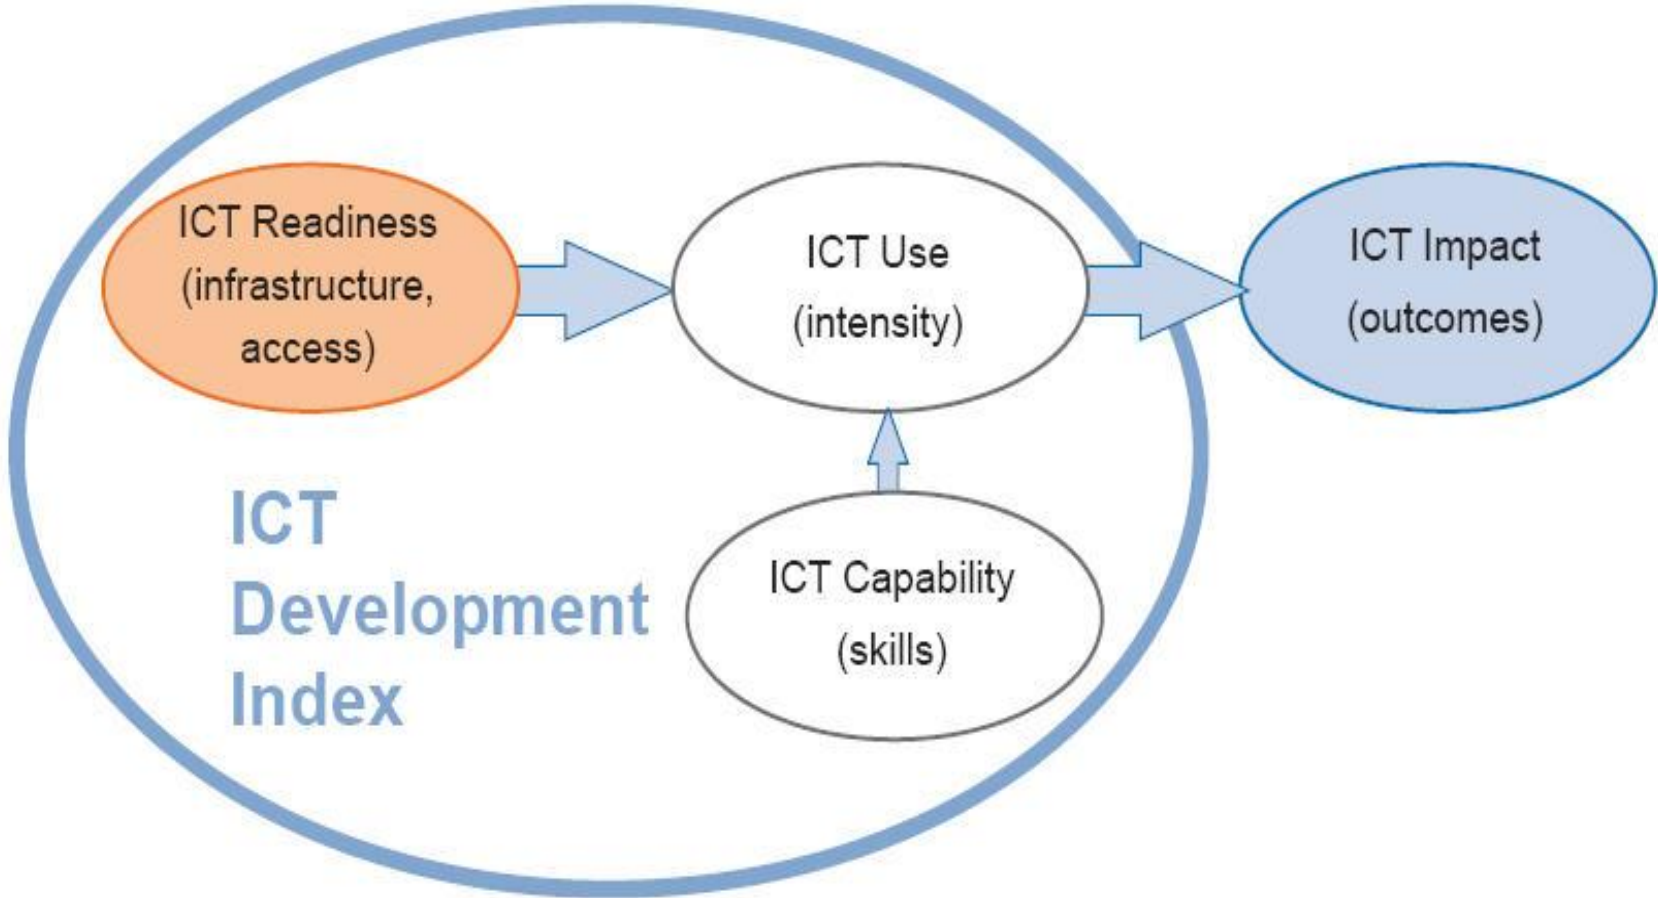 ICT Readiness
(infrastructure,
access)
ICT Use
(intensity)
ICT Impact
(outcomes)
ICT
Development
Index
ICT Capability
(skills)